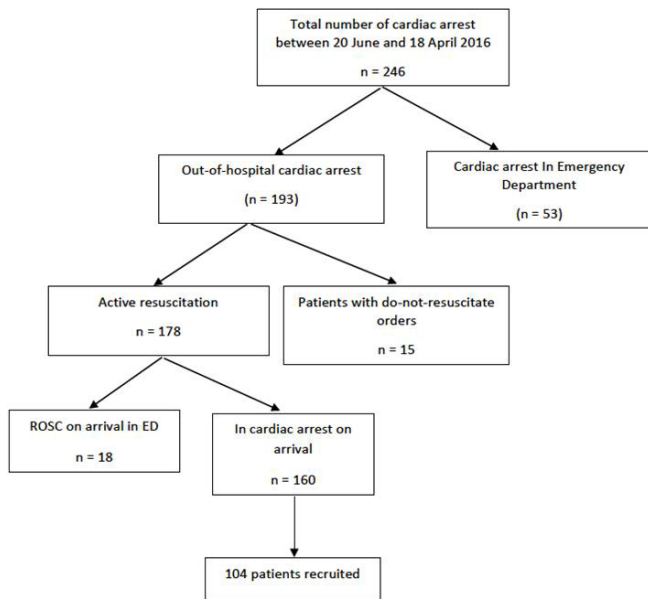 Total number of cardiac arrest
between 20 June and 18 April 2016
n = 246
Out-of-hospital cardiac arrest
(n = 193)
Cardiac arrest In Emergency
Department
(n = 53)
Active resuscitation
n = 178
Patients with do-not-resuscitate
orders
n = 15
ROSC on arrival in ED
n = 18
In cardiac arrest on
arrival
n = 160
104 patients recruited